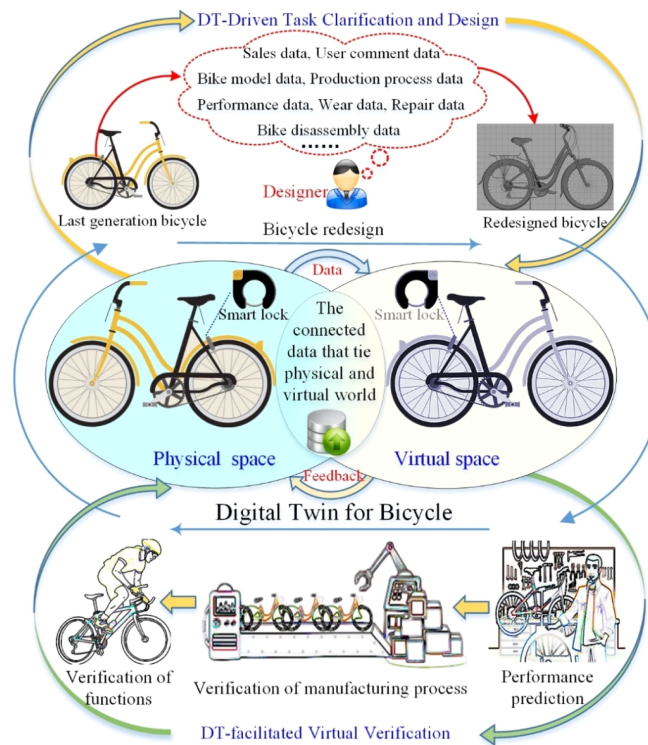 DT-Driven Task Clarification and Design
Sales data, User comment data
Bike model data, Production process data
Performance data, Wear data, Repair data
Bike disassembly data
......
Designer
Last generation bicycle
Redesigned bicycle
Bicycle redesign
Data
Smart lock
Smart lock
The
connected
data that tie
physical and
virtual world
Physical space
Virtual space
Feedback
Digital Twin for Bicycle
Verification of
functions
Verification of manufacturing process
Performance
prediction
DT-facilitated Virtual Verification